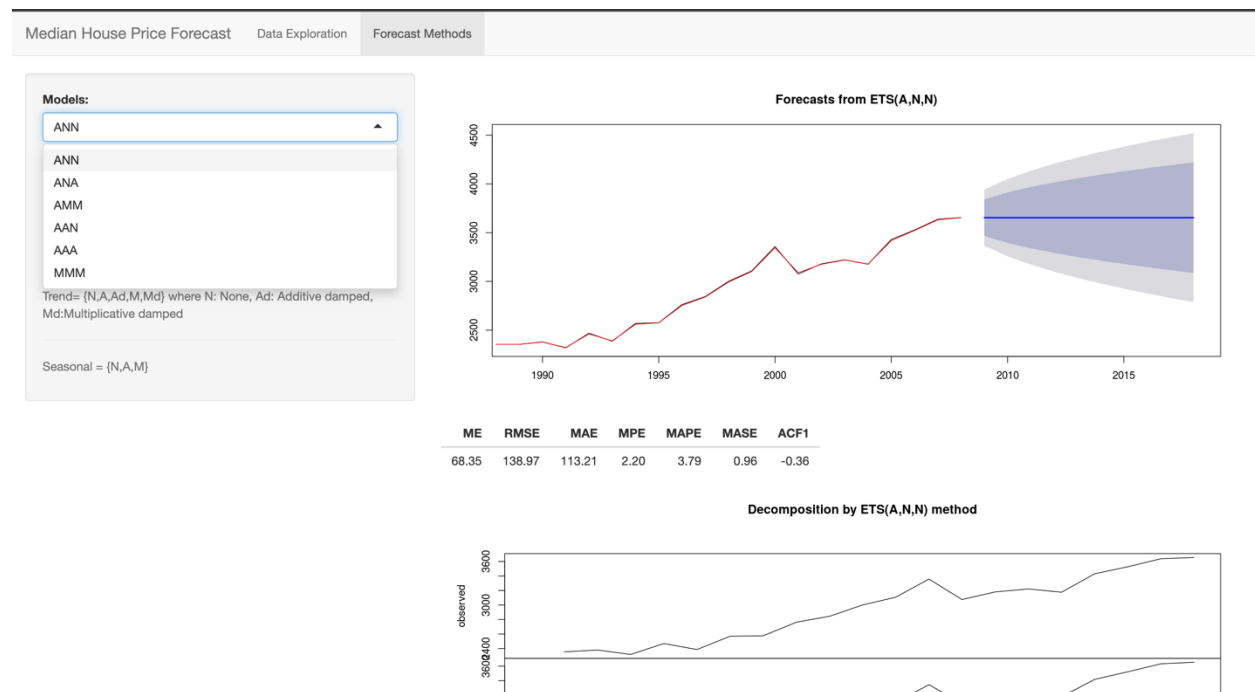 Median House Price Forecast Data Exploration Forecast Methods
Models:
ANN
ANN
ANA
AMM
AAN
AAA
MMM
Trend= {N,A,Ad,M,Md} where N: None, Ad: Additive damped,
Md:Multiplicative damped
Seasonal = {N,A,M}
Forecasts from ETS(A,N,N)
4500
4000
3500
3000
2500
1990 1995 2000 2005 2010 2015
ME RMSE MAE MPE MAPE MASE ACF1
68.35 138.97 113.21 2.20 3.79 0.96 -0.36
Decomposition by ETS(A,N,N) method
observed
3600
3000
2400
3600